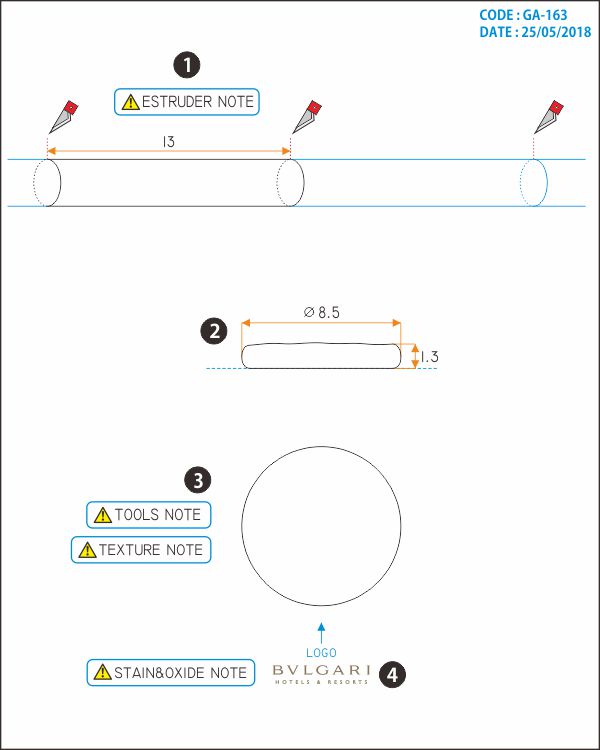 CODE : GA-163
DATE : 25/05/2018
1
ESTRUDER NOTE
13
Ø 8.5
2
1.3
3
TOOLS NOTE
TEXTURE NOTE
LOGO
STAIN&OXIDE NOTE
BVLGARI
HOTELS & RESORTS
4